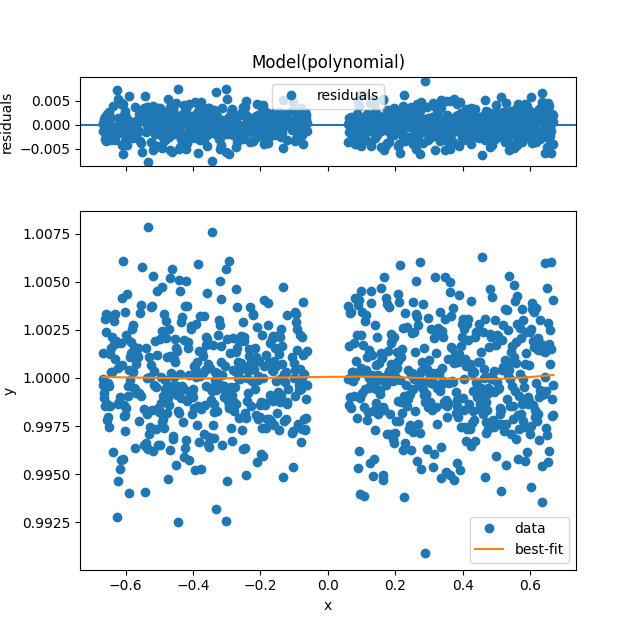 Model(polynomial)
residuals
0.005
0.000
−0.005
residuals
1.0075
1.0050
1.0025
1.0000
0.9975
0.9950
0.9925
y
data
best-fit
−0.6 −0.4 −0.2 0.0 0.2 0.4 0.6
x